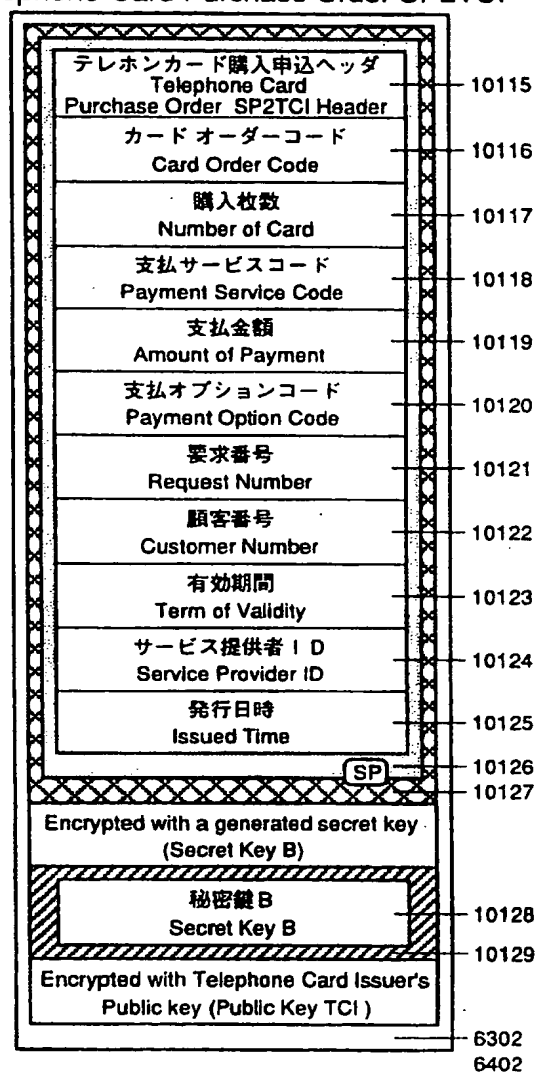 Card Purchase Order SP2TCI
テレホンカード購入申込ヘッダ
Telephone Card
Purchase Order SP2TCI Header
10115
カード オーダーコード
Card Order Code
10116
購入枚数
Number of Card
10117
支払サービスコード
Payment Service Code
10118
支払金額
Amount of Payment
10119
支払オプションコード
Payment Option Code
10120
要求番号
Request Number
10121
顧客番号
Customer Number
10122
有効期間
Term of Validity
10123
サービス提供者 I D
Service Provider ID
10124
発行日時
Issued Time
10125
SP
10126
10127
Encrypted with a generated secret key
(Secret Key B)
秘密鍵 B
Secret Key B
10128
10129
Encrypted with Telephone Card Issuer's
Public key (Public Key TCI )
6302
6402